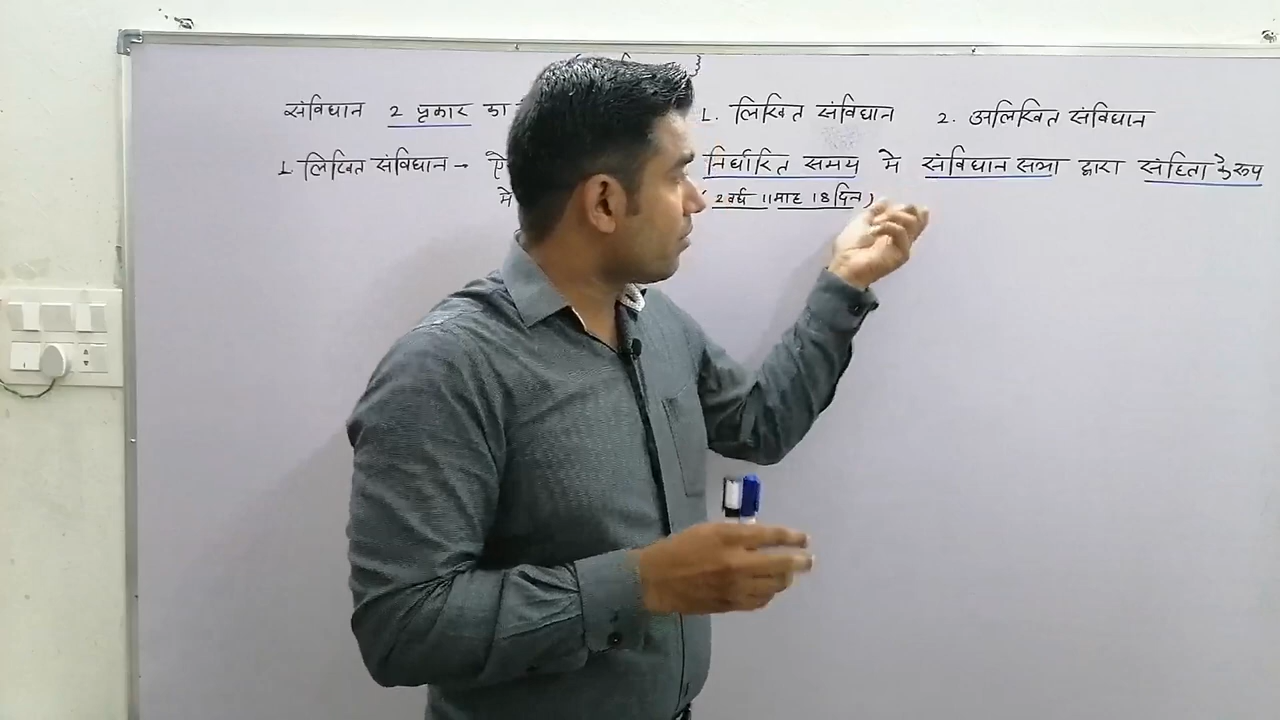 संविधान 2 प्रकार का 1. लिखित संविधान 2. अलिखित संविधान
1 लिखित संविधान → निर्धारित समय मे संविधान सभा द्वारा संहिता के रूप
मे (2 वर्ष 11 माह 18 दिन)